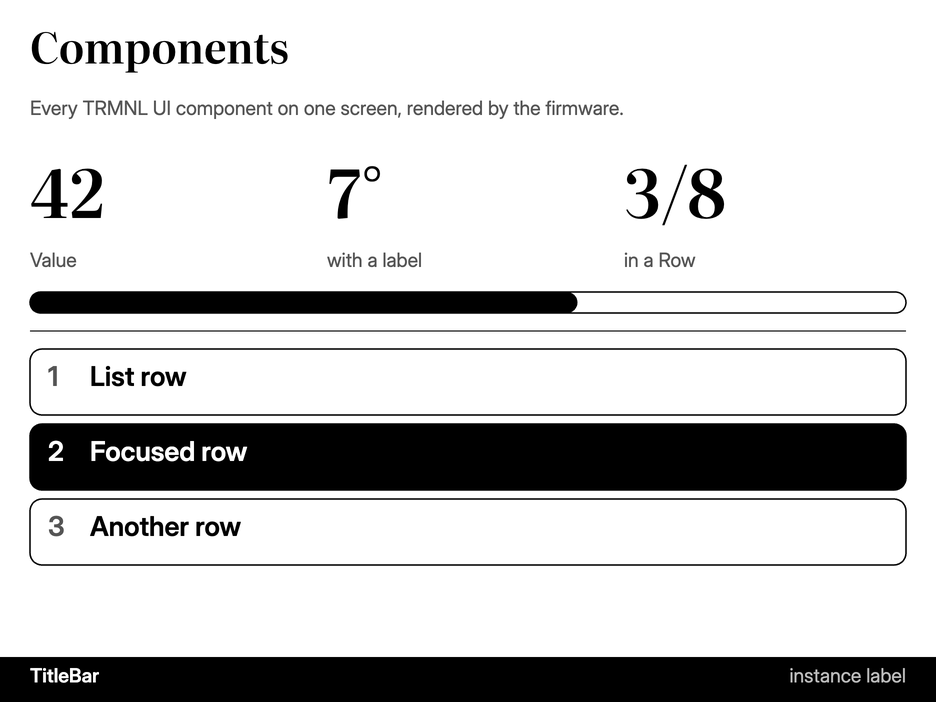 Components
Every TRMNL UI component on one screen, rendered by the firmware.
42 7° 3/8
Value with a label in a Row
1 List row
2 Focused row
3 Another row
TitleBar instance label